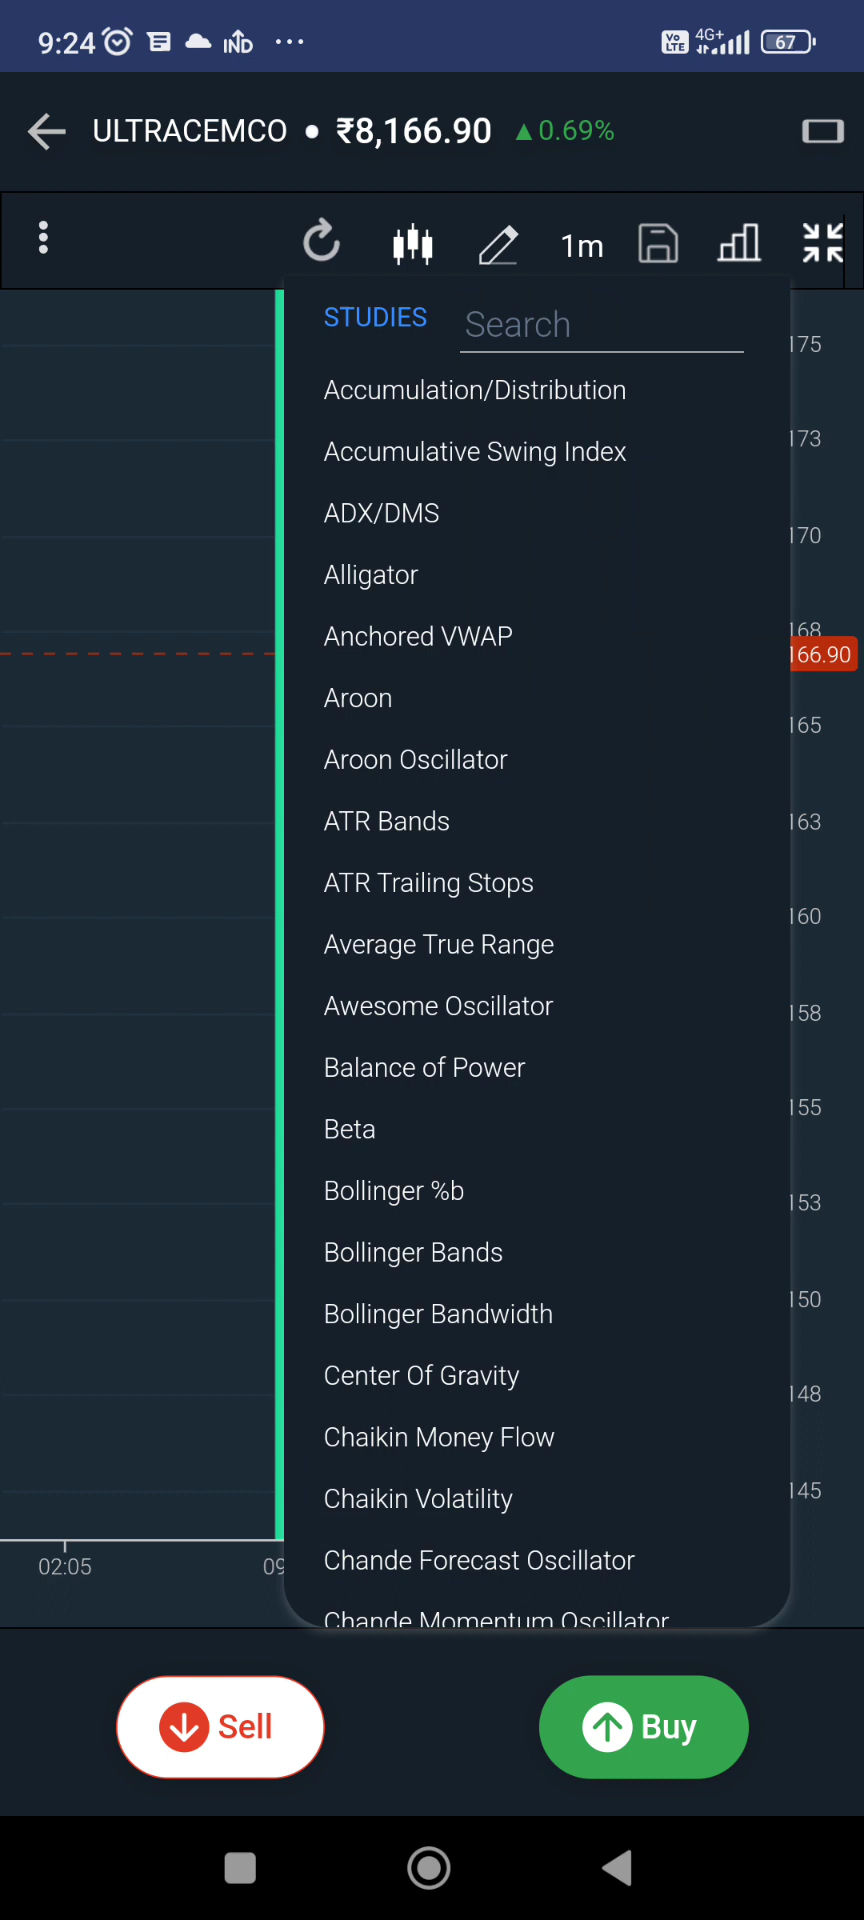 9:24 IND ... Vo LTE 4G+ 67
ULTRACEMCO • ₹8,166.90 ▲0.69%
1m
STUDIES Search
Accumulation/Distribution
Accumulative Swing Index
ADX/DMS
Alligator
Anchored VWAP
Aroon
Aroon Oscillator
ATR Bands
ATR Trailing Stops
Average True Range
Awesome Oscillator
Balance of Power
Beta
Bollinger %b
Bollinger Bands
Bollinger Bandwidth
Center Of Gravity
Chaikin Money Flow
Chaikin Volatility
Chande Forecast Oscillator
Chande Momentum Oscillator
175
173
170
168
166.90
165
163
160
158
155
153
150
148
145
02:05 09
Sell Buy